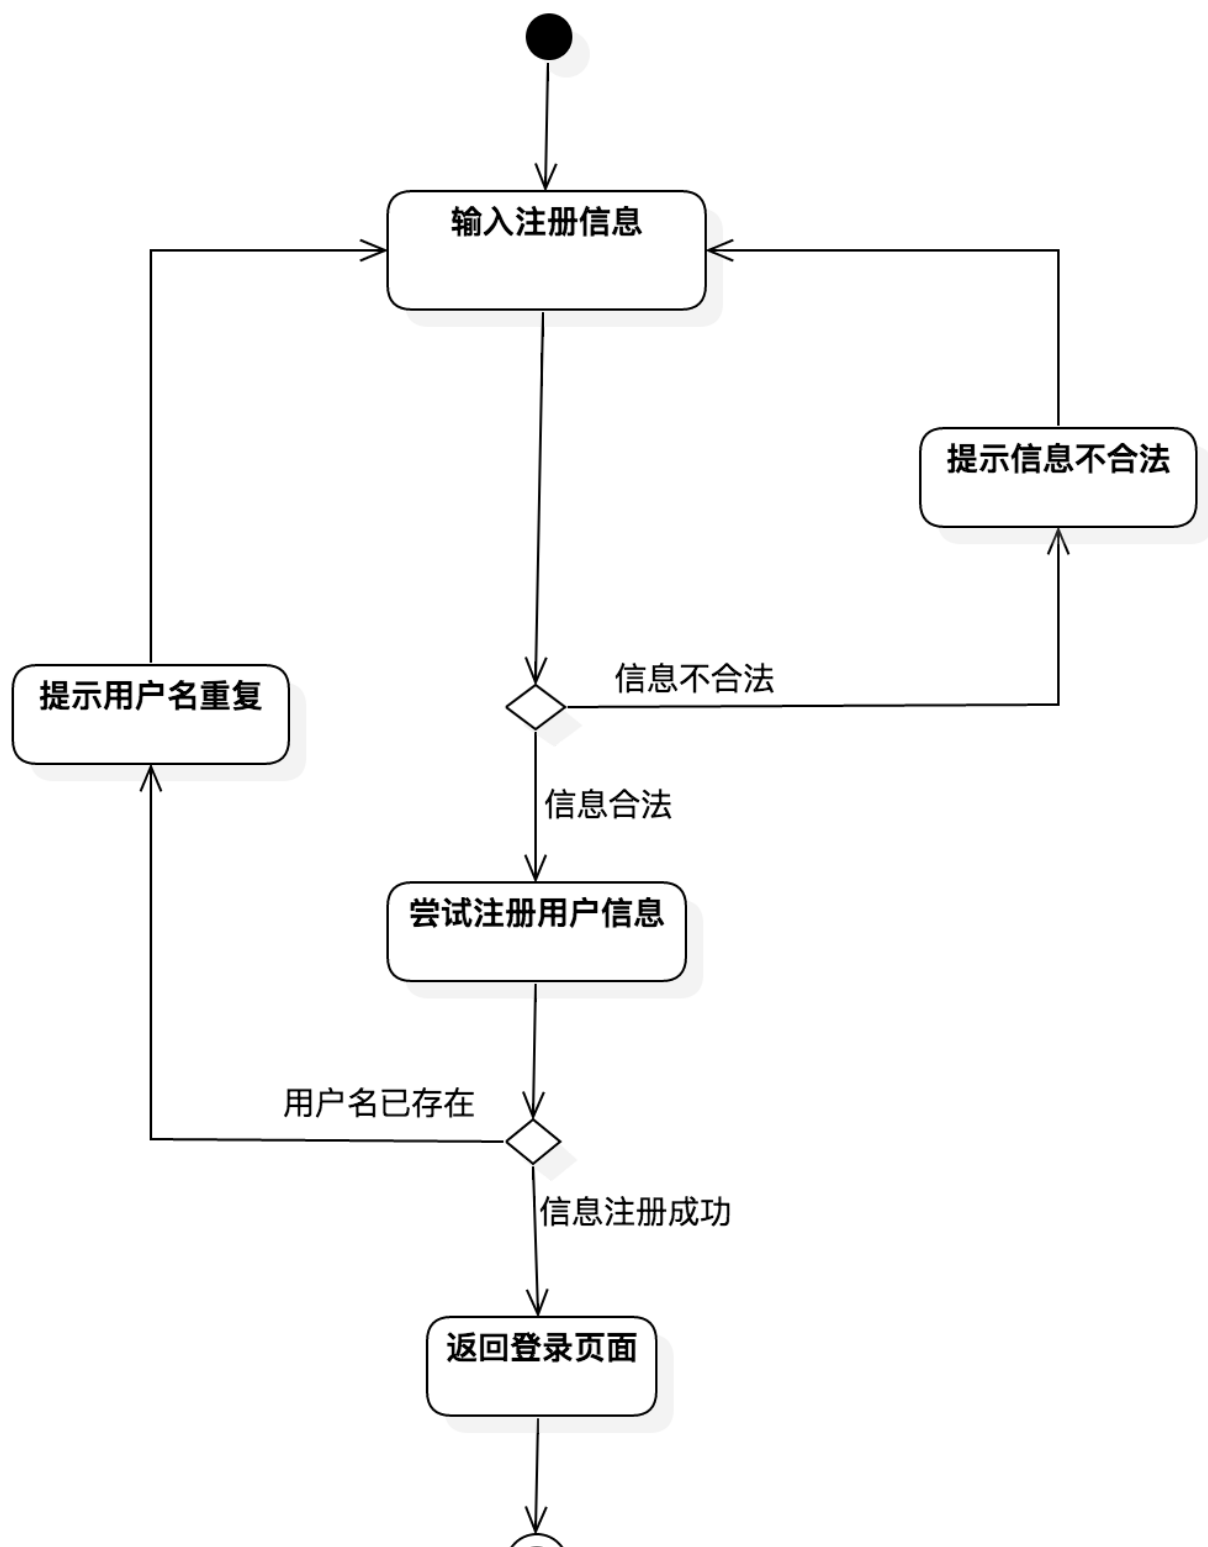 输入注册信息
提示信息不合法
信息不合法
提示用户名重复
信息合法
尝试注册用户信息
用户名已存在
信息注册成功
返回登录页面